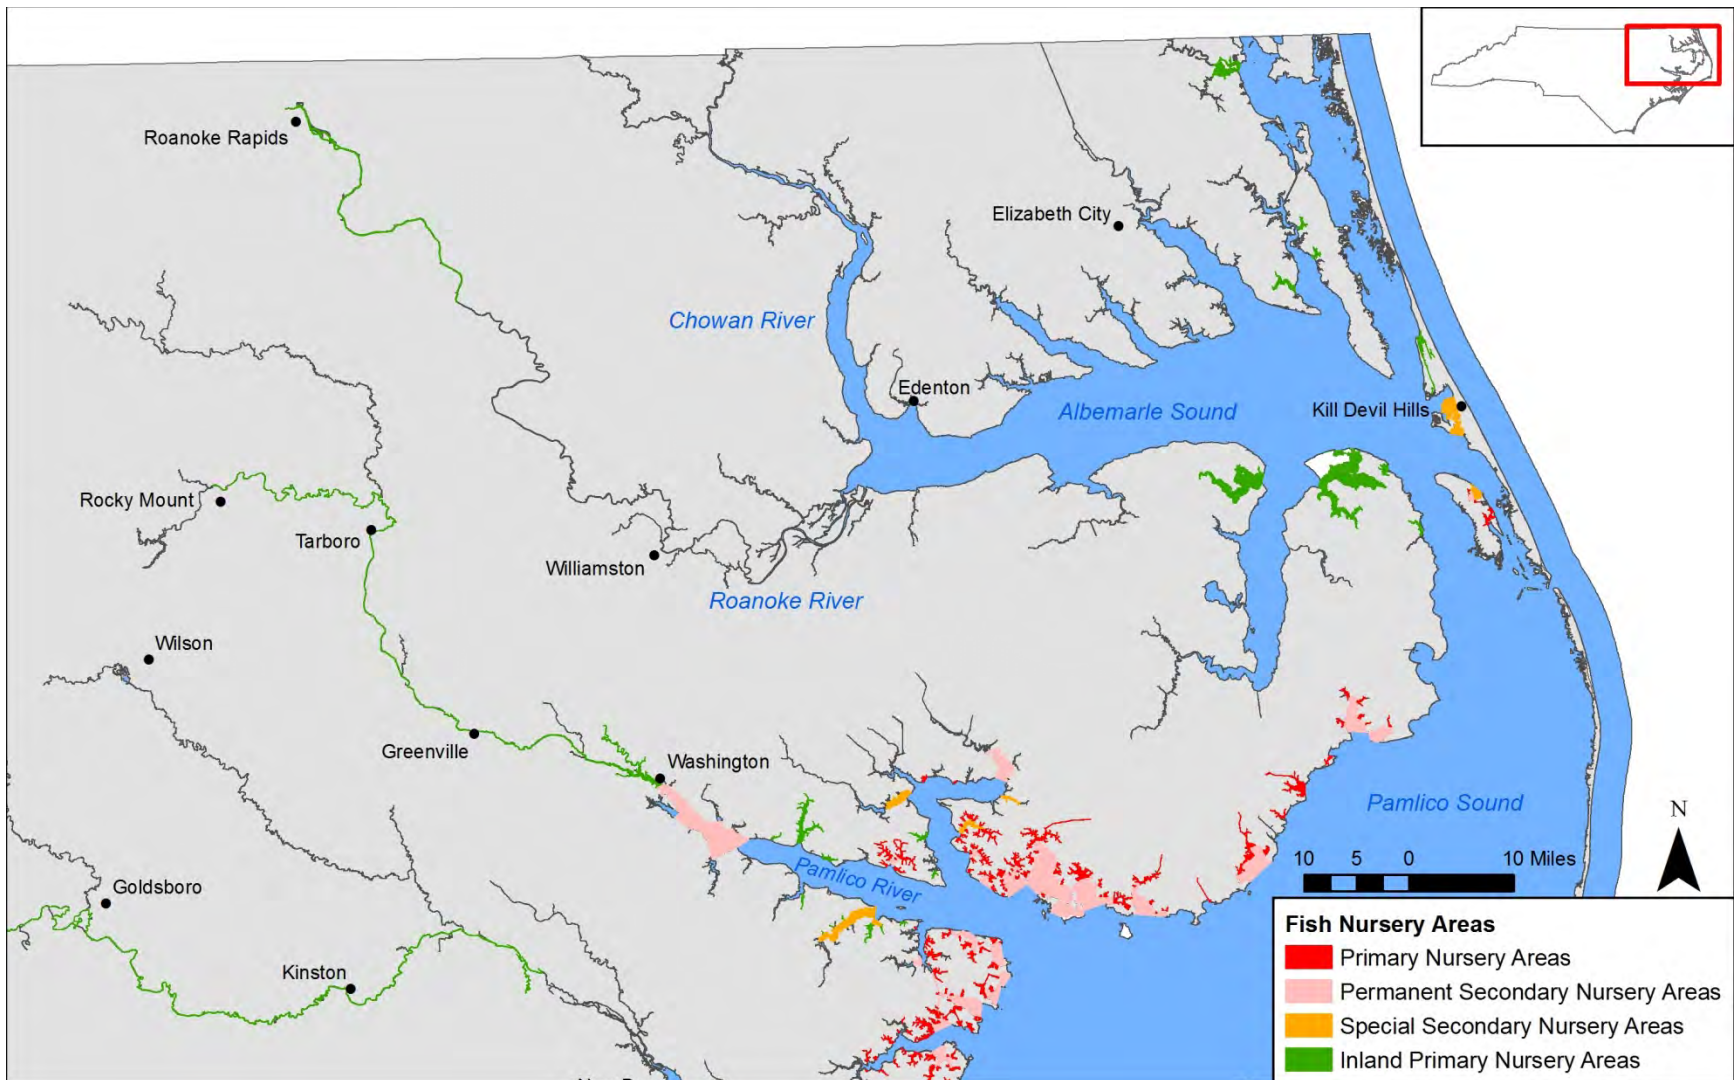 Roanoke Rapids
Elizabeth City
Chowan River
Edenton
Albemarle Sound
Kill Devil Hills
Rocky Mount
Tarboro
Williamston
Roanoke River
Wilson
Greenville
Washington
Pamlico Sound
N
10 5 0 10 Miles
Pamlico River
Goldsboro
Kinston
Fish Nursery Areas
Primary Nursery Areas
Permanent Secondary Nursery Areas
Special Secondary Nursery Areas
Inland Primary Nursery Areas